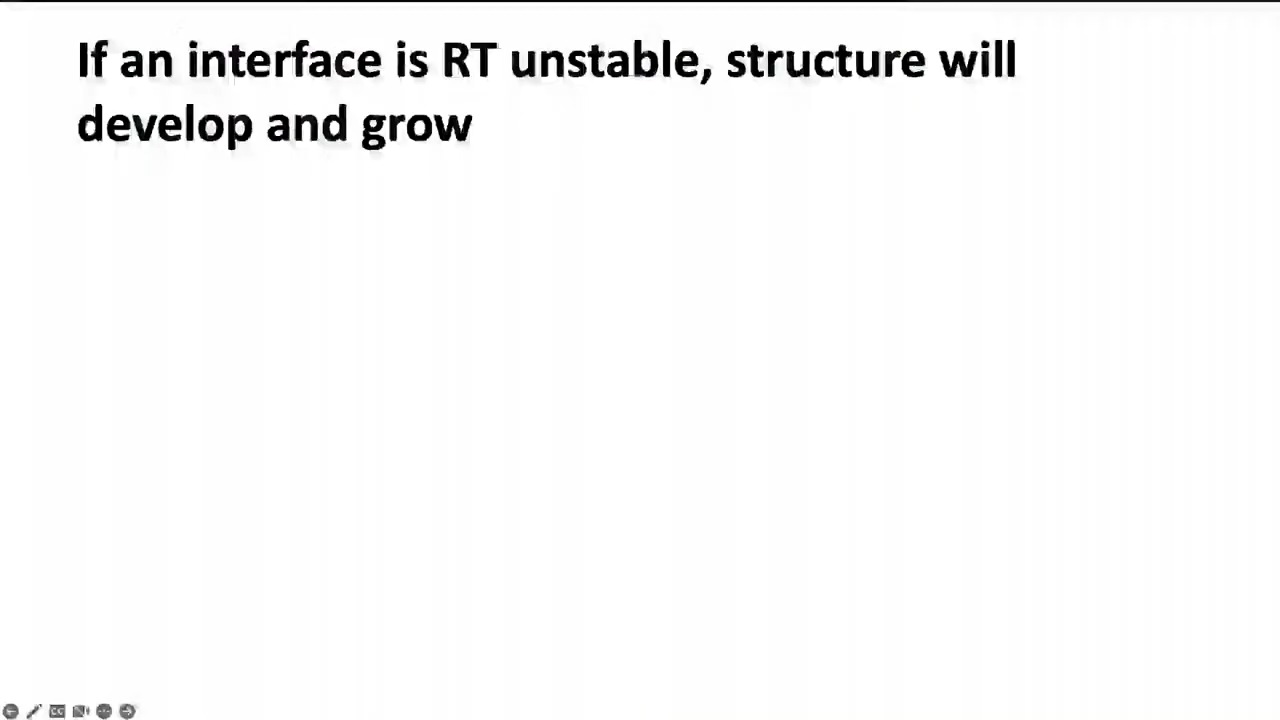 If an interface is RT unstable, structure will
develop and grow